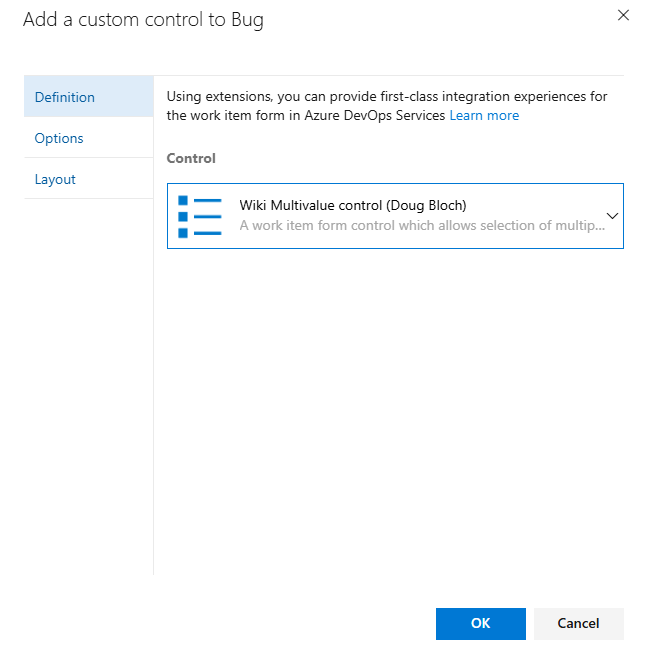 Add a custom control to Bug
Definition
Options
Layout
Using extensions, you can provide first-class integration experiences for
the work item form in Azure DevOps Services Learn more
Control
Wiki Multivalue control (Doug Bloch)
A work item form control which allows selection of multip...
OK
Cancel